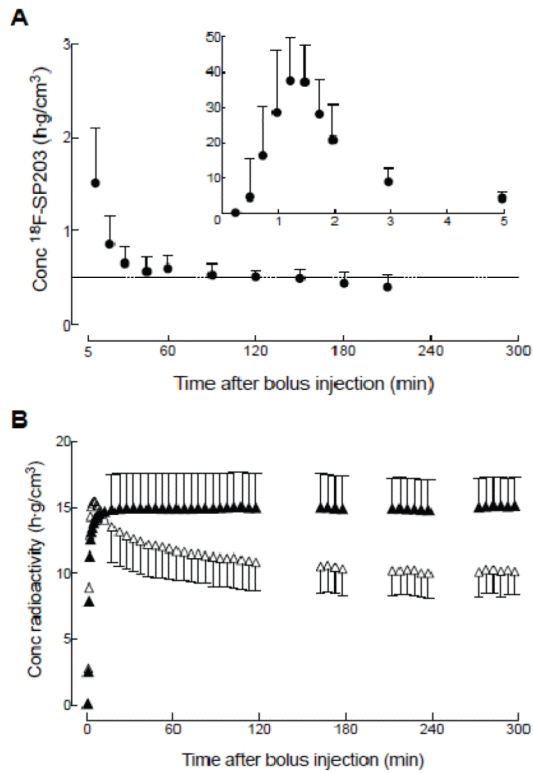 A
Conc ¹⁸F-SP203 (h·g/cm³)
3
2
1
0
50
40
30
20
10
0
1 2 3 4 5
5 60 120 180 240 300
Time after bolus injection (min)
B
Conc radioactivity (h·g/cm³)
20
15
10
5
0
0 60 120 180 240 300
Time after bolus injection (min)